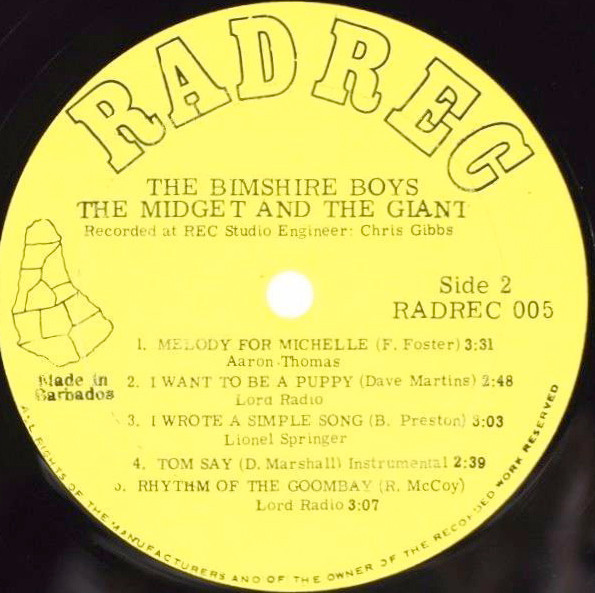 RADREC
THE BIMSHIRE BOYS
THE MIDGET AND THE GIANT
Recorded at REC Studio Engineer: Chris Gibbs
Side 2
RADREC 005
1. MELODY FOR MICHELLE (F. Foster) 3:31
Aaron Thomas
Made in
Barbados
2. I WANT TO BE A PUPPY (Dave Martins) 2:48
Lord Radio
3. I WROTE A SIMPLE SONG (B. Preston) 3:03
Lionel Springer
4. TOM SAY (D. Marshall) Instrumental 2:39
5. RHYTHM OF THE GOOMBAY (R. McCoy)
Lord Radio 3:07
ALL RIGHTS OF THE MANUFACTURERS AND OF THE OWNER OF THE RECORDED WORK RESERVED